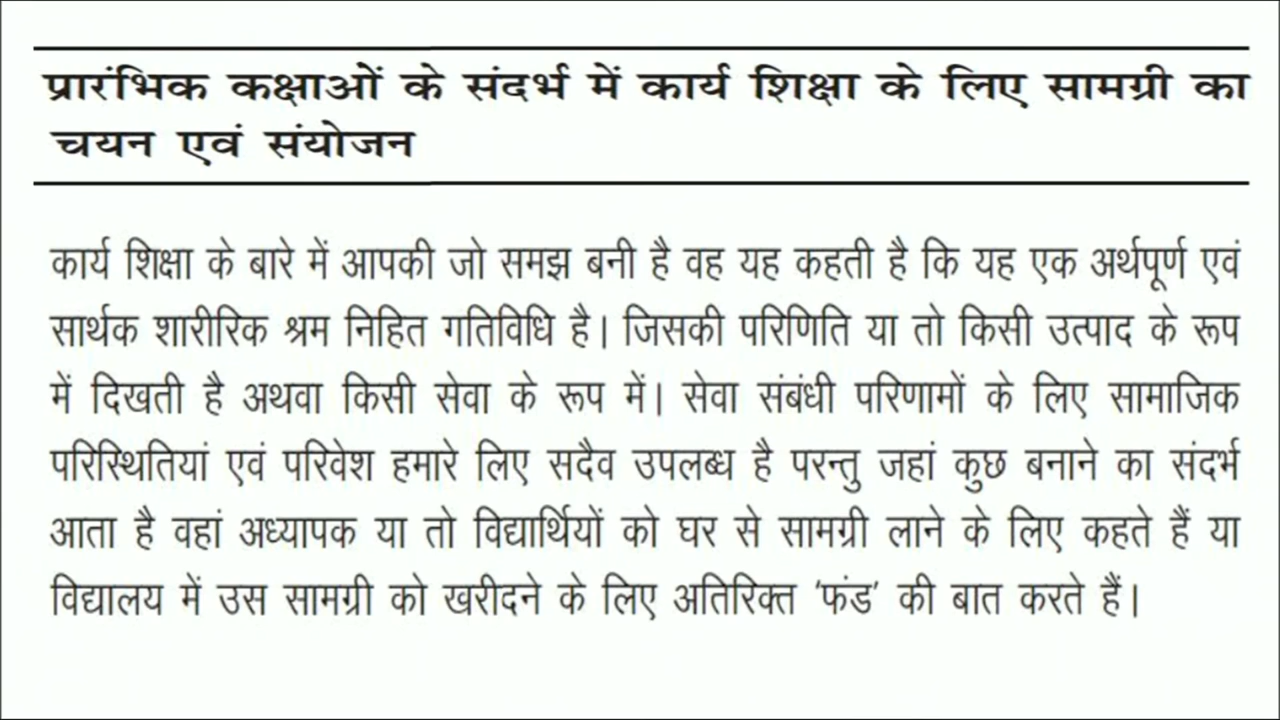 प्रारंभिक कक्षाओं के संदर्भ में कार्य शिक्षा के लिए सामग्री का
चयन एवं संयोजन
कार्य शिक्षा के बारे में आपकी जो समझ बनी है वह यह कहती है कि यह एक अर्थपूर्ण एवं
सार्थक शारीरिक श्रम निहित गतिविधि है। जिसकी परिणिति या तो किसी उत्पाद के रूप
में दिखती है अथवा किसी सेवा के रूप में। सेवा संबंधी परिणामों के लिए सामाजिक
परिस्थितियां एवं परिवेश हमारे लिए सदैव उपलब्ध है परन्तु जहां कुछ बनाने का संदर्भ
आता है वहां अध्यापक या तो विद्यार्थियों को घर से सामग्री लाने के लिए कहते हैं या
विद्यालय में उस सामग्री को खरीदने के लिए अतिरिक्त 'फंड' की बात करते हैं।